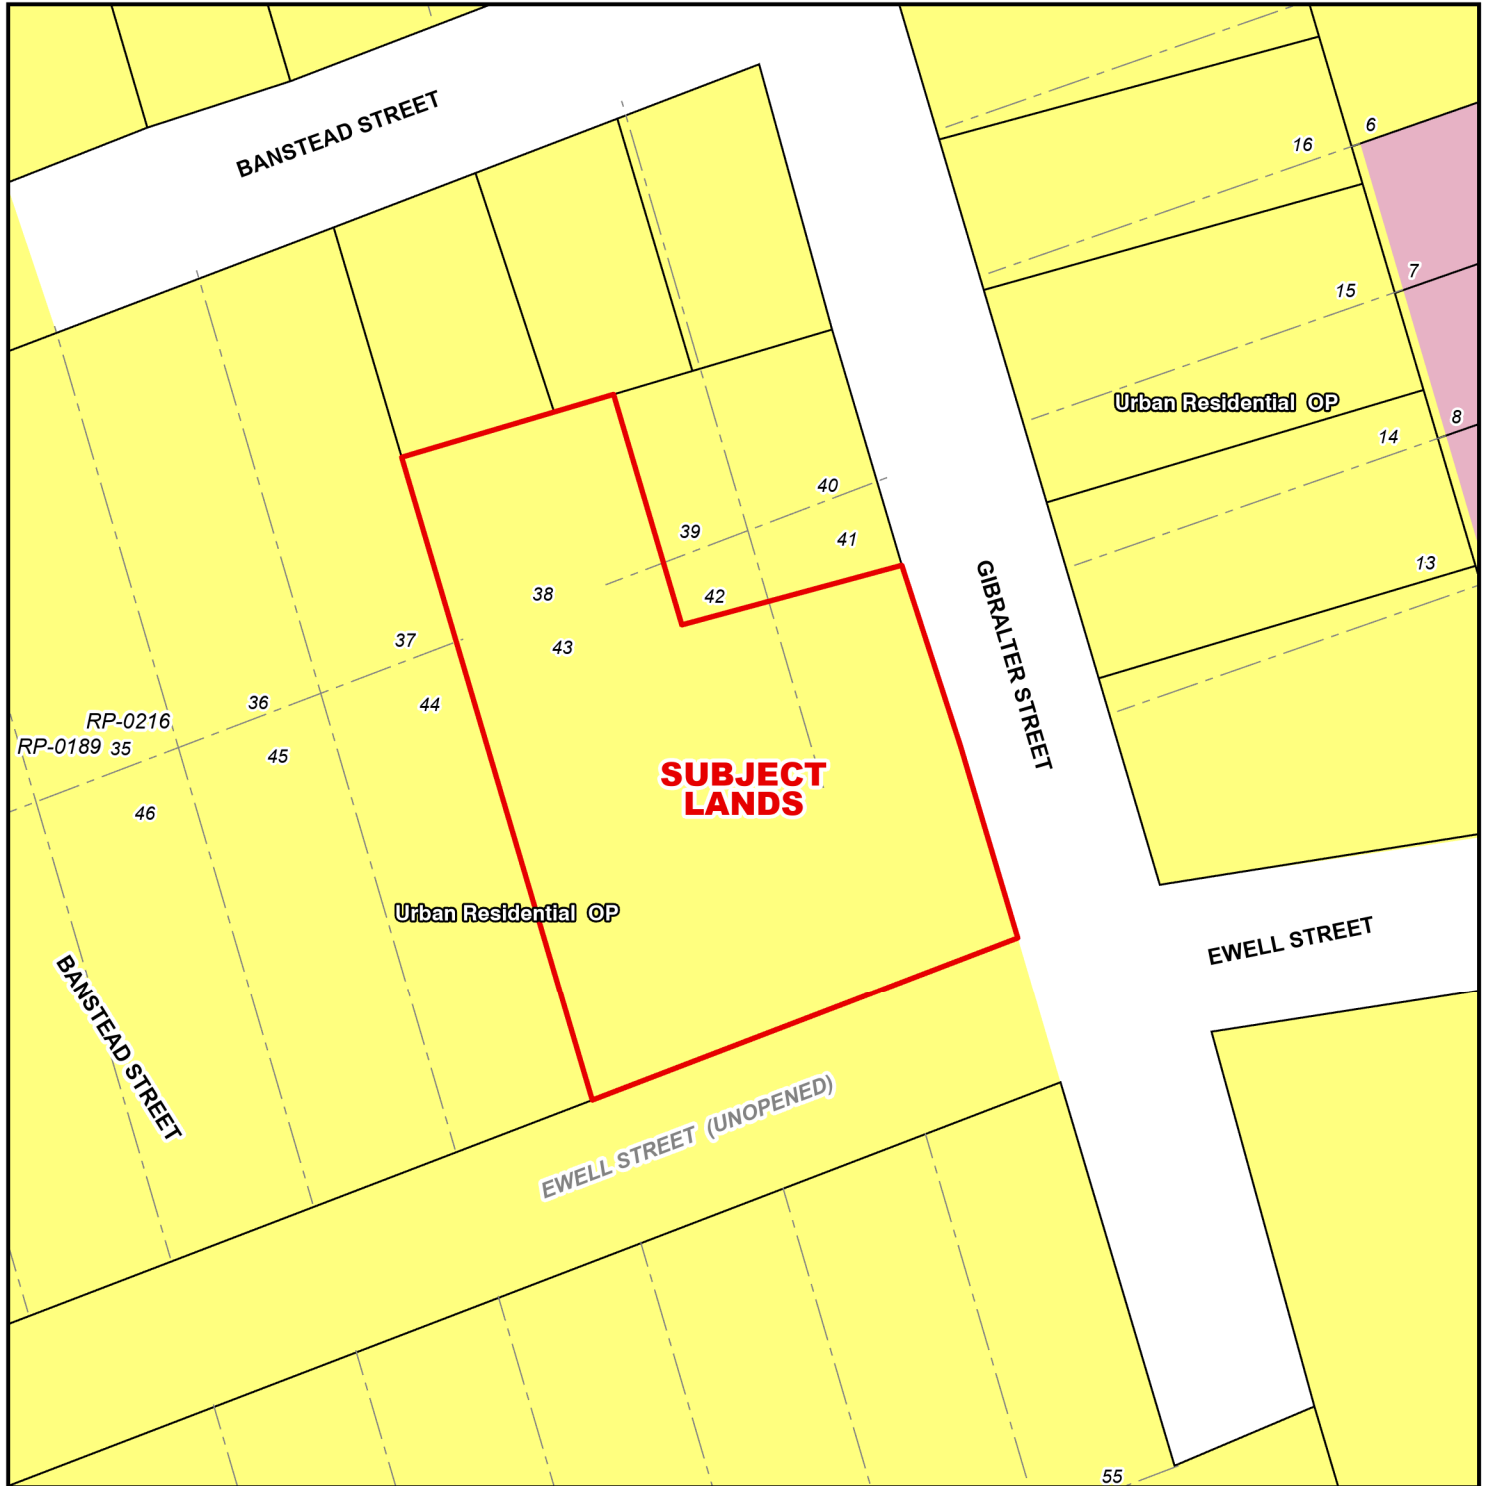 BANSTEAD STREET
6
16
7
15
Urban Residential OP
8
14
40
39
41
13
38
42
GIBRALTER STREET
37
43
36
44
RP-0216
RP-0189 35
45
SUBJECT
LANDS
46
Urban Residential OP
EWELL STREET
BANSTEAD STREET
EWELL STREET (UNOPENED)
55